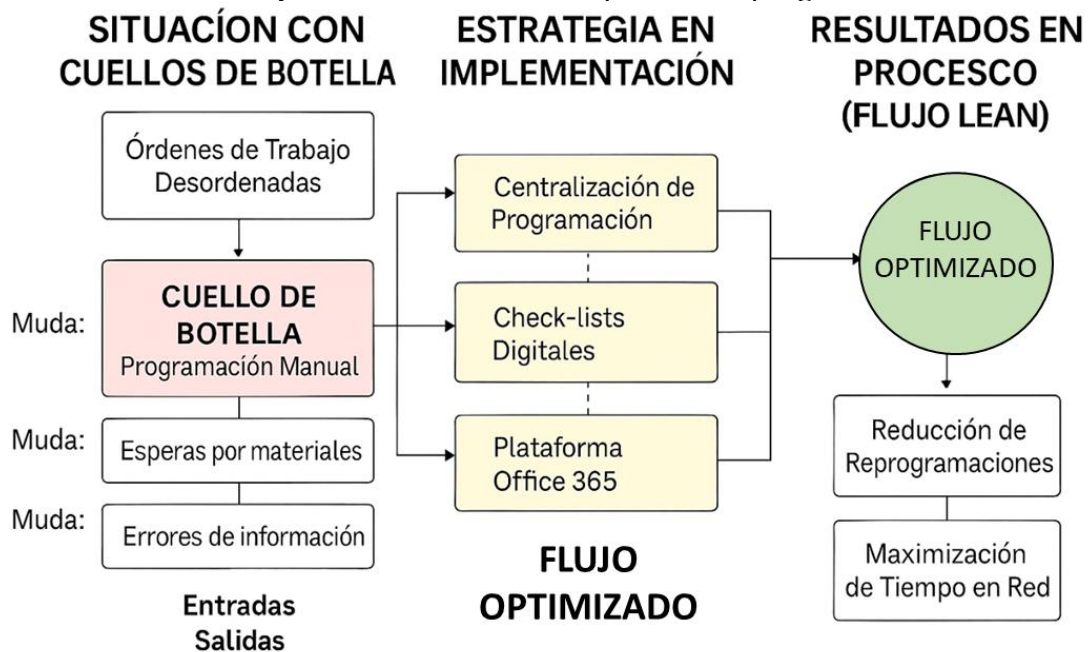 SITUACÍON CON
CUELLOS DE BOTELLA
Órdenes de Trabajo
Desordenadas
Muda:
CUELLO DE
BOTELLA
Programacíón Manual
Muda:
Esperas por materiales
Muda:
Errores de información
Entradas
Salidas
ESTRATEGIA EN
IMPLEMENTACIÓN
Centralización de
Programación
Check-lists
Digitales
Plataforma
Office 365
FLUJO
OPTIMIZADO
RESULTADOS EN
PROCESCO
(FLUJO LEAN)
FLUJO
OPTIMIZADO
Reducción de
Reprogramaciones
Maximización
de Tiempo en Red